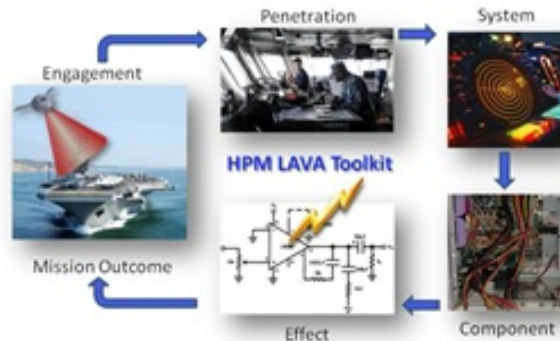 Penetration
System
Engagement
HPM LAVA Toolkit
Mission Outcome
Effect
Component